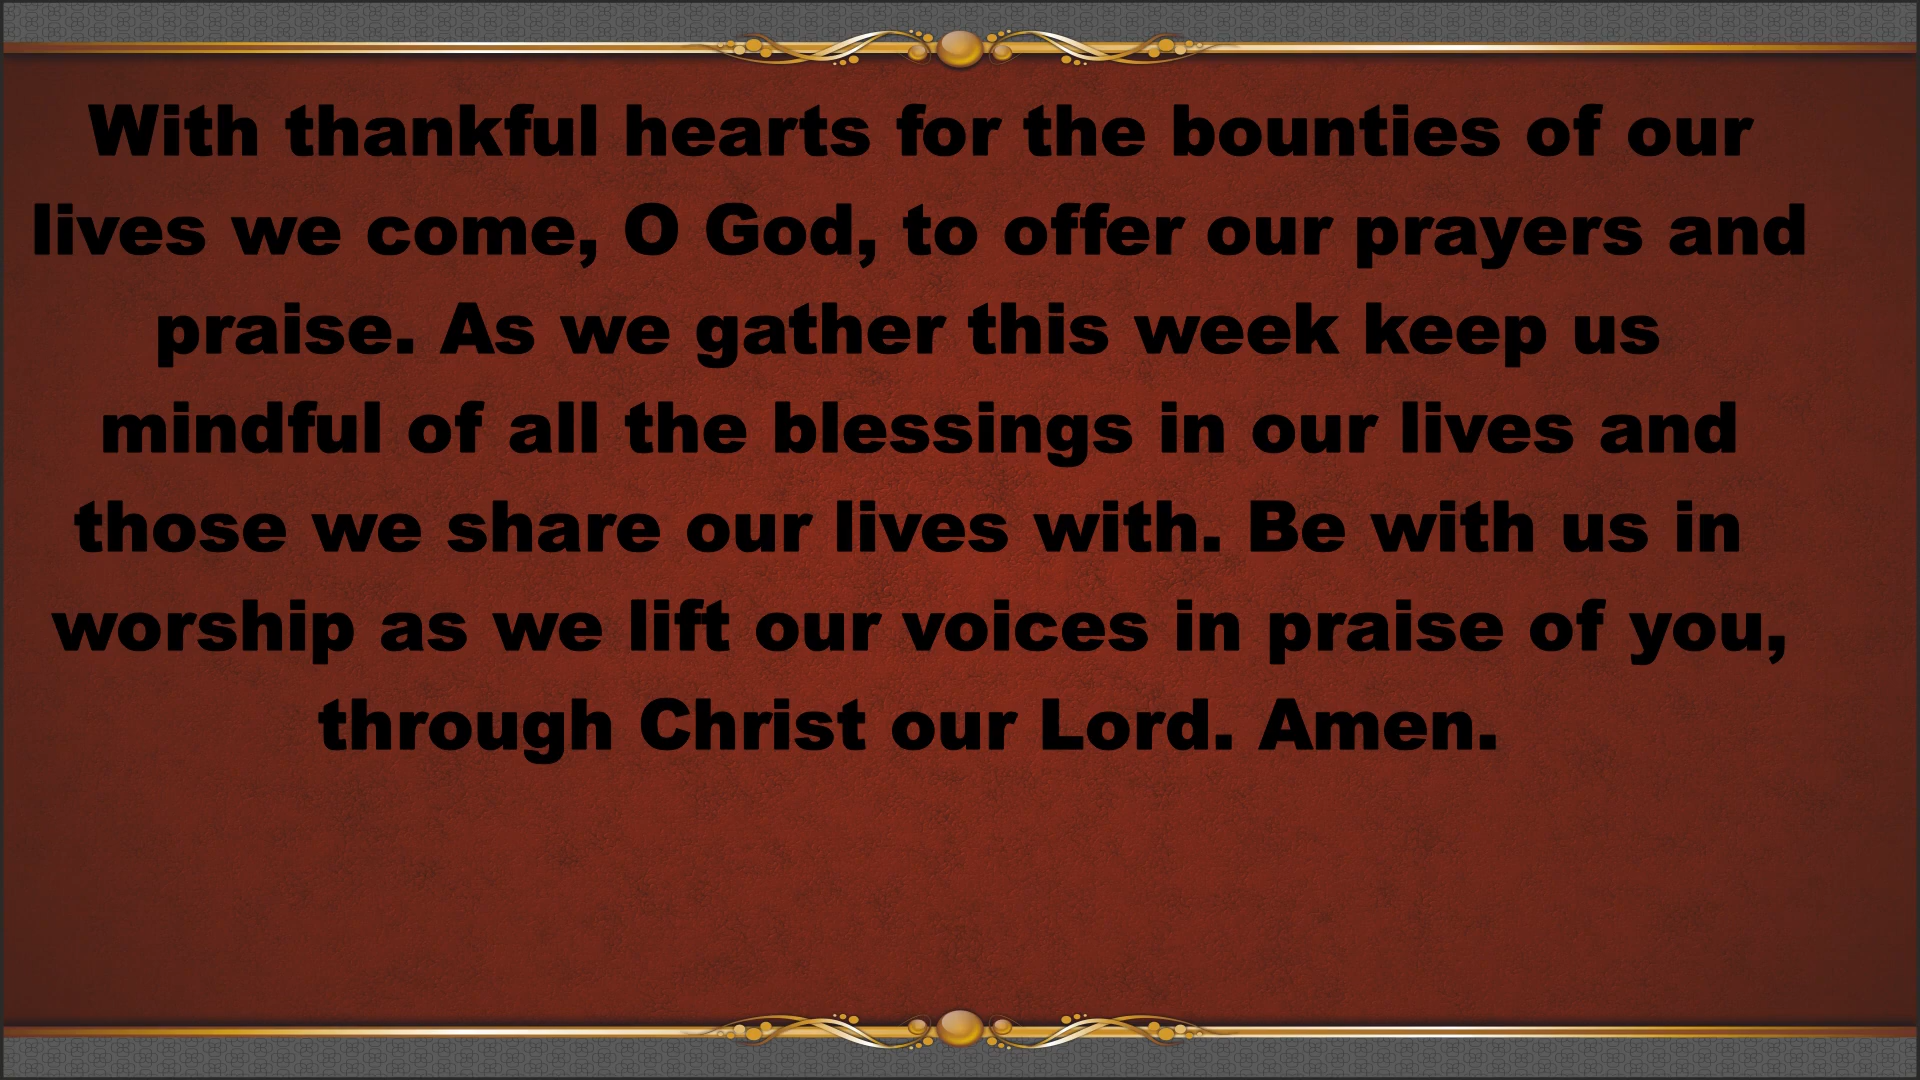 With thankful hearts for the bounties of our
lives we come, O God, to offer our prayers and
praise. As we gather this week keep us
mindful of all the blessings in our lives and
those we share our lives with. Be with us in
worship as we lift our voices in praise of you,
through Christ our Lord. Amen.